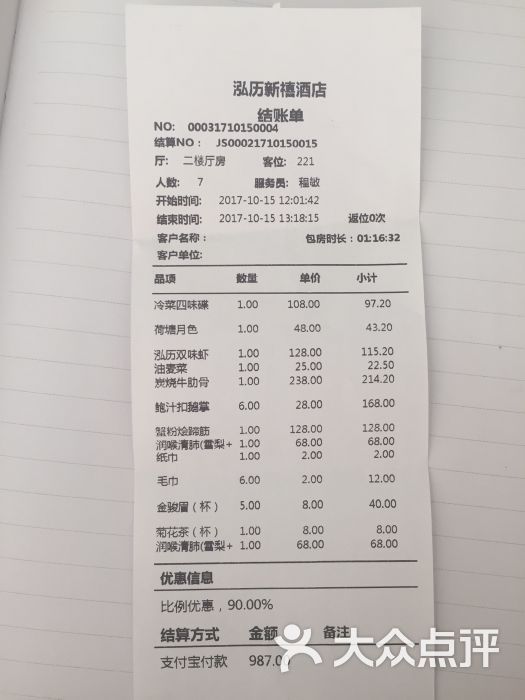 泓历新禧酒店
结账单
NO: 00031710150004
结算NO： JS00021710150015
厅: 二楼厅房 客位: 221
人数: 7 服务员: 程敏
开始时间: 2017-10-15 12:01:42
结束时间: 2017-10-15 13:18:15 返位0次
客户名称： 包房时长：01:16:32
客户单位:
品项 数量 单价 小计
冷菜四味碟 1.00 108.00 97.20
荷塘月色 1.00 48.00 43.20
泓历双味虾 1.00 128.00 115.20
油麦菜 1.00 25.00 22.50
炭烧牛肋骨 1.00 238.00 214.20
鲍汁扣鹅掌 6.00 28.00 168.00
蟹粉烩蹄筋 1.00 128.00 128.00
润喉清肺(雪梨+ 1.00 68.00 68.00
纸巾 1.00 2.00 2.00
毛巾 6.00 2.00 12.00
金骏眉（杯） 5.00 8.00 40.00
菊花茶（杯） 1.00 8.00 8.00
润喉清肺(雪梨+ 1.00 68.00 68.00
优惠信息
比例优惠，90.00%
结算方式 金额 备注
支付宝付款 987.00
大众点评